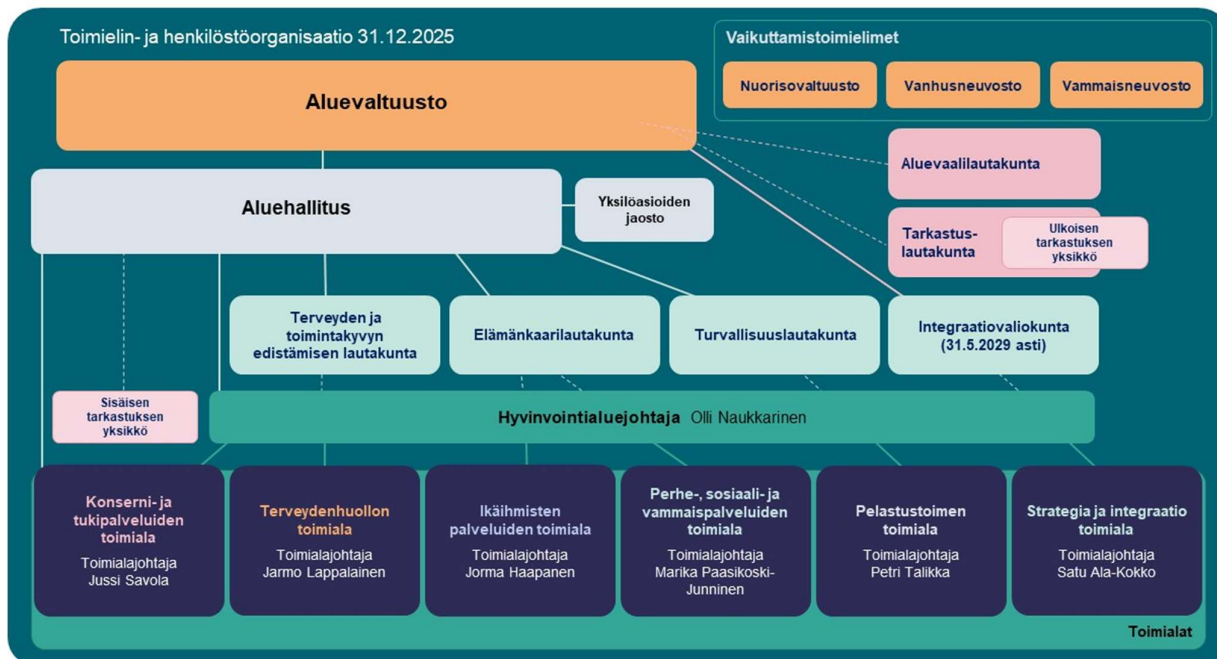 Toimielin- ja henkilöstöorganisaatio 31.12.2025
Vaikuttamistoimielimet
Nuorisovaltuusto
Vanhusneuvosto
Vammaisneuvosto
Aluevaltuusto
Aluevaalilautakunta
Aluehallitus
Yksilöasioiden
jaosto
Tarkastus-
lautakunta
Ulkoisen
tarkastuksen
yksikkö
Terveyden ja
toimintakyvyn
edistämisen lautakunta
Elämänkaarilautakunta
Turvallisuuslautakunta
Integraatiovaliokunta
(31.5.2029 asti)
Sisäisen
tarkastuksen
yksikkö
Hyvinvointialuejohtaja Olli Naukkarinen
Konserni- ja
tukipalveluiden
toimiala
Toimialajohtaja
Jussi Savola
Terveydenhuollon
toimiala
Toimialajohtaja
Jarmo Lappalainen
Ikäihmisten
palveluiden toimiala
Toimialajohtaja
Jorma Haapanen
Perhe-, sosiaali- ja
vammaispalveluiden
toimiala
Toimialajohtaja
Marika Paasikoski-
Junninen
Pelastustoimen
toimiala
Toimialajohtaja
Petri Talikka
Strategia ja integraatio
toimiala
Toimialajohtaja
Satu Ala-Kokko
Toimialat